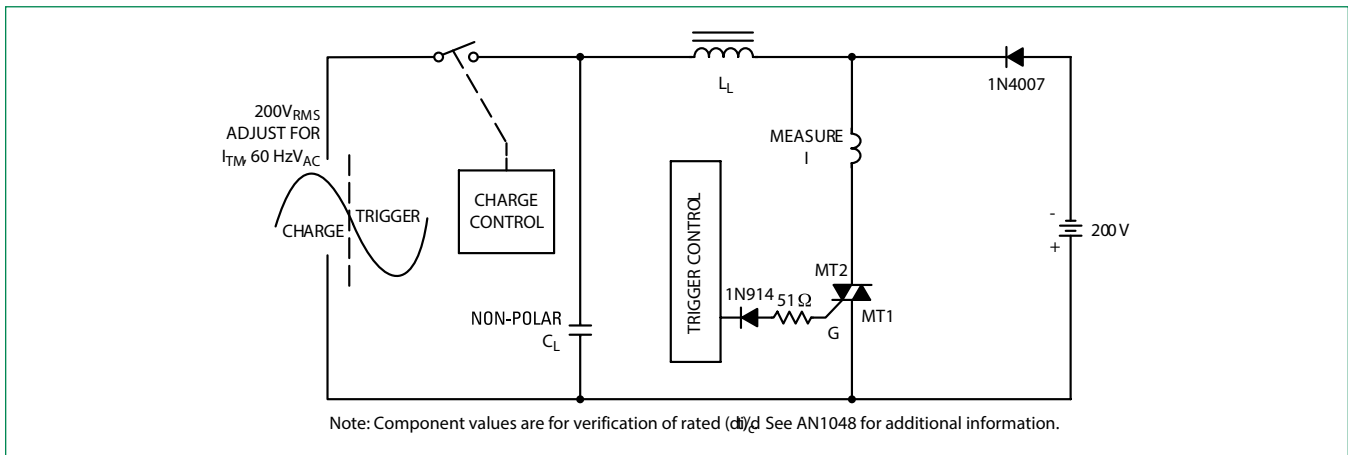 200V RMS
ADJUST FOR
I TM, 60 HzV AC
CHARGE
TRIGGER
CHARGE
CONTROL
NON-POLAR
C L
L L
TRIGGER CONTROL
MEASURE
I
1N914
51 Ω
MT2
MT1
G
1N4007
-
+
200 V
Note: Component values are for verification of rated See AN1048 for additional information.